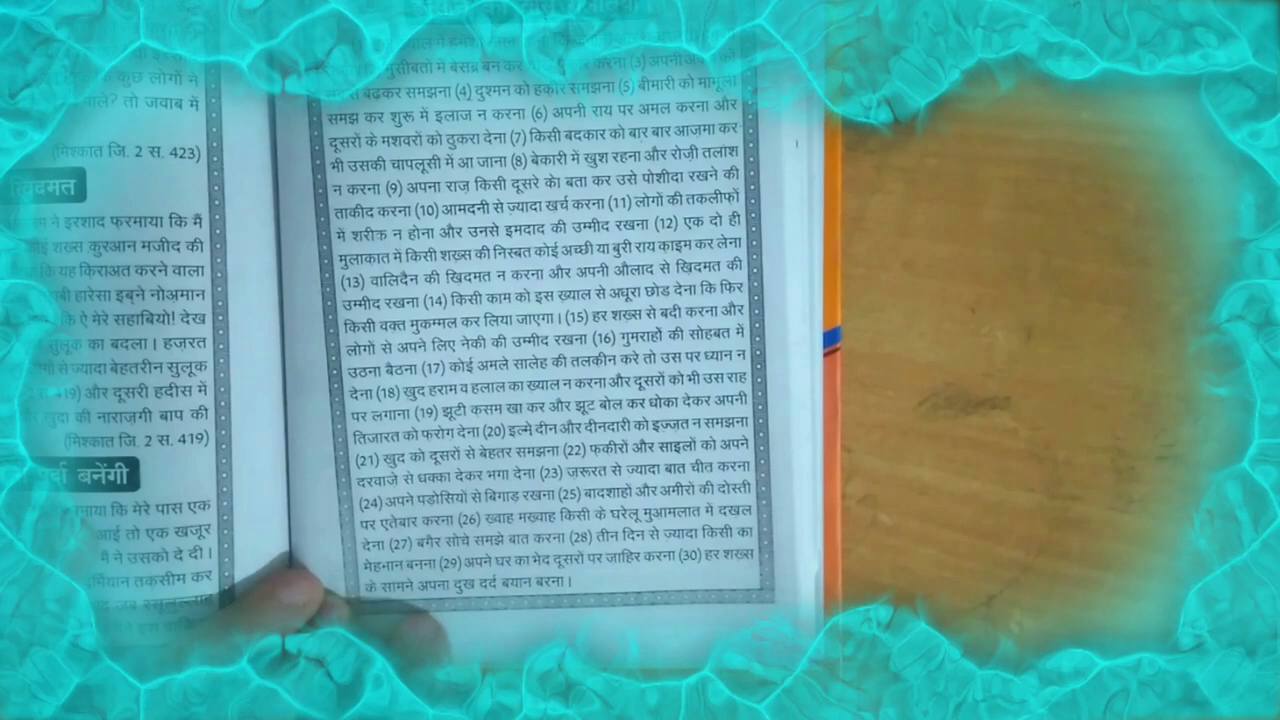 कुछ लोगों ने
तो जवाब में
(मिश्कात जि. 2 स. 423)
खिदमत
ने इरशाद फरमाया कि मैं
शख्स क़ुरआन मजीद की
कि यह किराअत करने वाला
हारेसा इब्ने नोअ्मान
कि ऐ मेरे सहाबियो! देख
सुलूक का बदला। हजरत
से ज्यादा बेहतरीन सुलूक
और दूसरी हदीस में
खुदा की नाराज़गी बाप की
(मिश्कात जि. 2 स. 419)
बनेंगी
कि मेरे पास एक
आई तो एक खजूर
मैं ने उसको दे दी।
तकसीम कर
मुसीबतो में बेसब्र बन कर करना (3) अपनी
बढकर समझना (4) दुश्मन को हकीर समझना (5) बीमारी को मामूली
समझ कर शुरू में इलाज न करना (6) अपनी राय पर अमल करना और
दूसरों के मशवरों को ठुकरा देना (7) किसी बदकार को बार बार आज़मा कर
भी उसकी चापलूसी में आ जाना (8) बेकारी में खुश रहना और रोज़ी तलाश
न करना (9) अपना राज़ किसी दूसरे को बता कर उसे पोशीदा रखने की
ताकीद करना (10) आमदनी से ज़्यादा खर्च करना (11) लोगों की तकलीफ़ों
में शरीक न होना और उनसे इमदाद की उम्मीद रखना (12) एक दो ही
मुलाक़ात में किसी शख़्स की निस्बत कोई अच्छी या बुरी राय क़ाइम कर लेना
(13) वालिदैन की ख़िदमत न करना और अपनी औलाद से ख़िदमत की
उम्मीद रखना (14) किसी काम को इस ख़्याल से अधूरा छोड देना कि फिर
किसी वक़्त मुकम्मल कर लिया जाएगा। (15) हर शख़्स से बदी करना और
लोगों से अपने लिए नेकी की उम्मीद रखना (16) गुमराहों की सोहबत में
उठना बैठना (17) कोई अमले सालेह की तलकीन करे तो उस पर ध्यान न
देना (18) खुद हराम व हलाल का ख्याल न करना और दूसरों को भी उस राह
पर लगाना (19) झूटी कसम खा कर और झूट बोल कर धोका देकर अपनी
तिजारत को फरोग देना (20) इल्मे दीन और दीनदारी को इज्ज़त न समझना
(21) खुद को दूसरों से बेहतर समझना (22) फकीरों और साइलों को अपने
दरवाजे से धक्का देकर भगा देना (23) ज़रूरत से ज्यादा बात चीत करना
(24) अपने पडोसियों से बिगाड रखना (25) बादशाहों और अमीरों की दोस्ती
पर एतेबार करना (26) ख्वाह मख्वाह किसी के घरेलू मुआमलात में दखल
देना (27) बगैर सोचे समझे बात करना (28) तीन दिन से ज्यादा किसी का
मेहमान बनना (29) अपने घर का भेद दूसरों पर जाहिर करना (30) हर शख्स
के सामने अपना दुख दर्द बयान बरना।